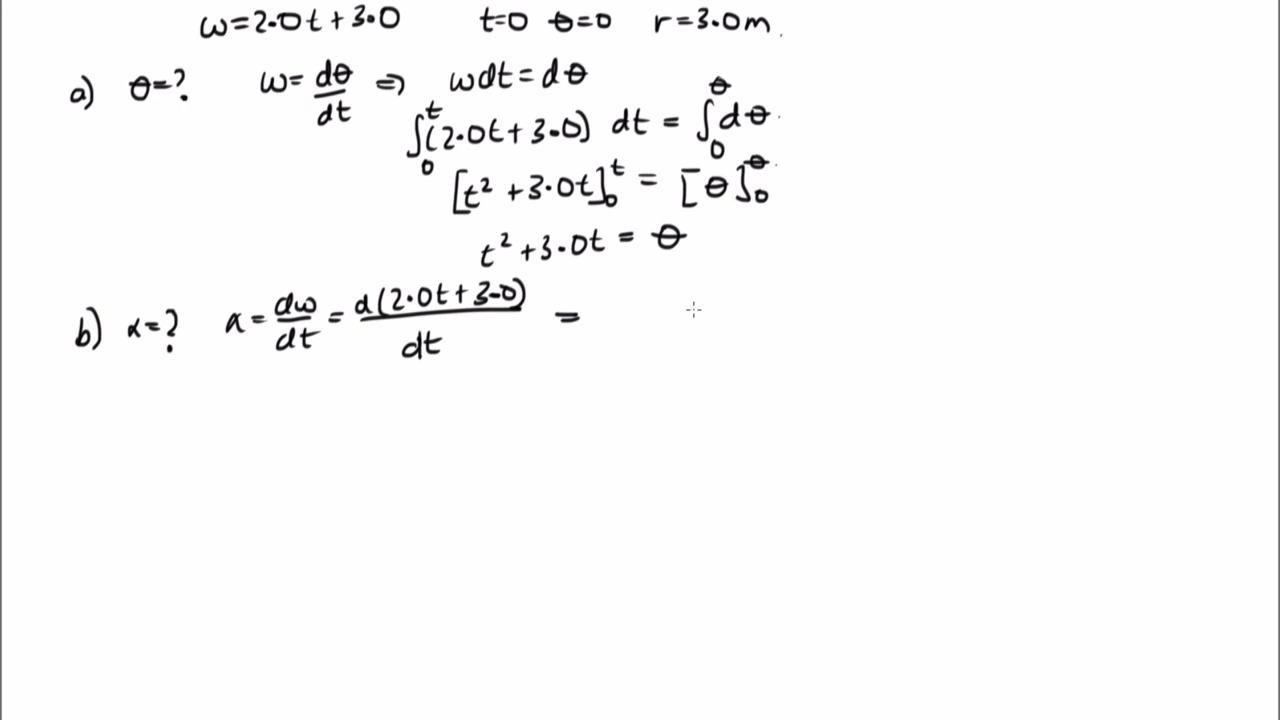 ω=2.0t+3.0 t=0 θ=0 r=3.0m.
a) θ=? ω=dθ/dt ⇒ ωdt=dθ
∫₀ᵗ(2.0t+3.0) dt = ∫₀^θ dθ.
[t²+3.0t]₀ᵗ = [θ]₀^θ.
t²+3.0t = θ
b) α=? α=dω/dt = d(2.0t+3.0)/dt =